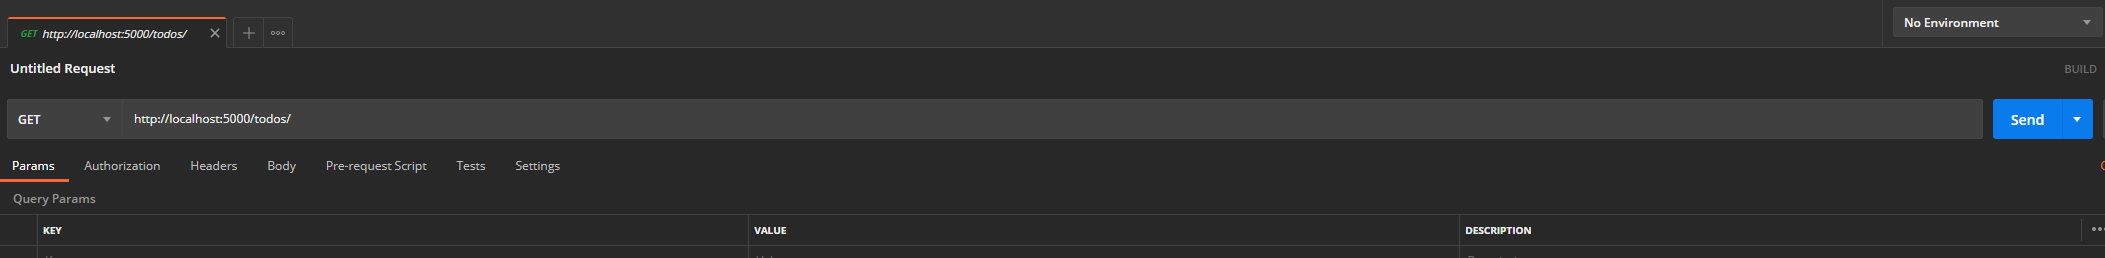 GET http://localhost:5000/todos/
No Environment
Untitled Request
BUILD
GET http://localhost:5000/todos/ Send
Params Authorization Headers Body Pre-request Script Tests Settings
Query Params
KEY VALUE DESCRIPTION